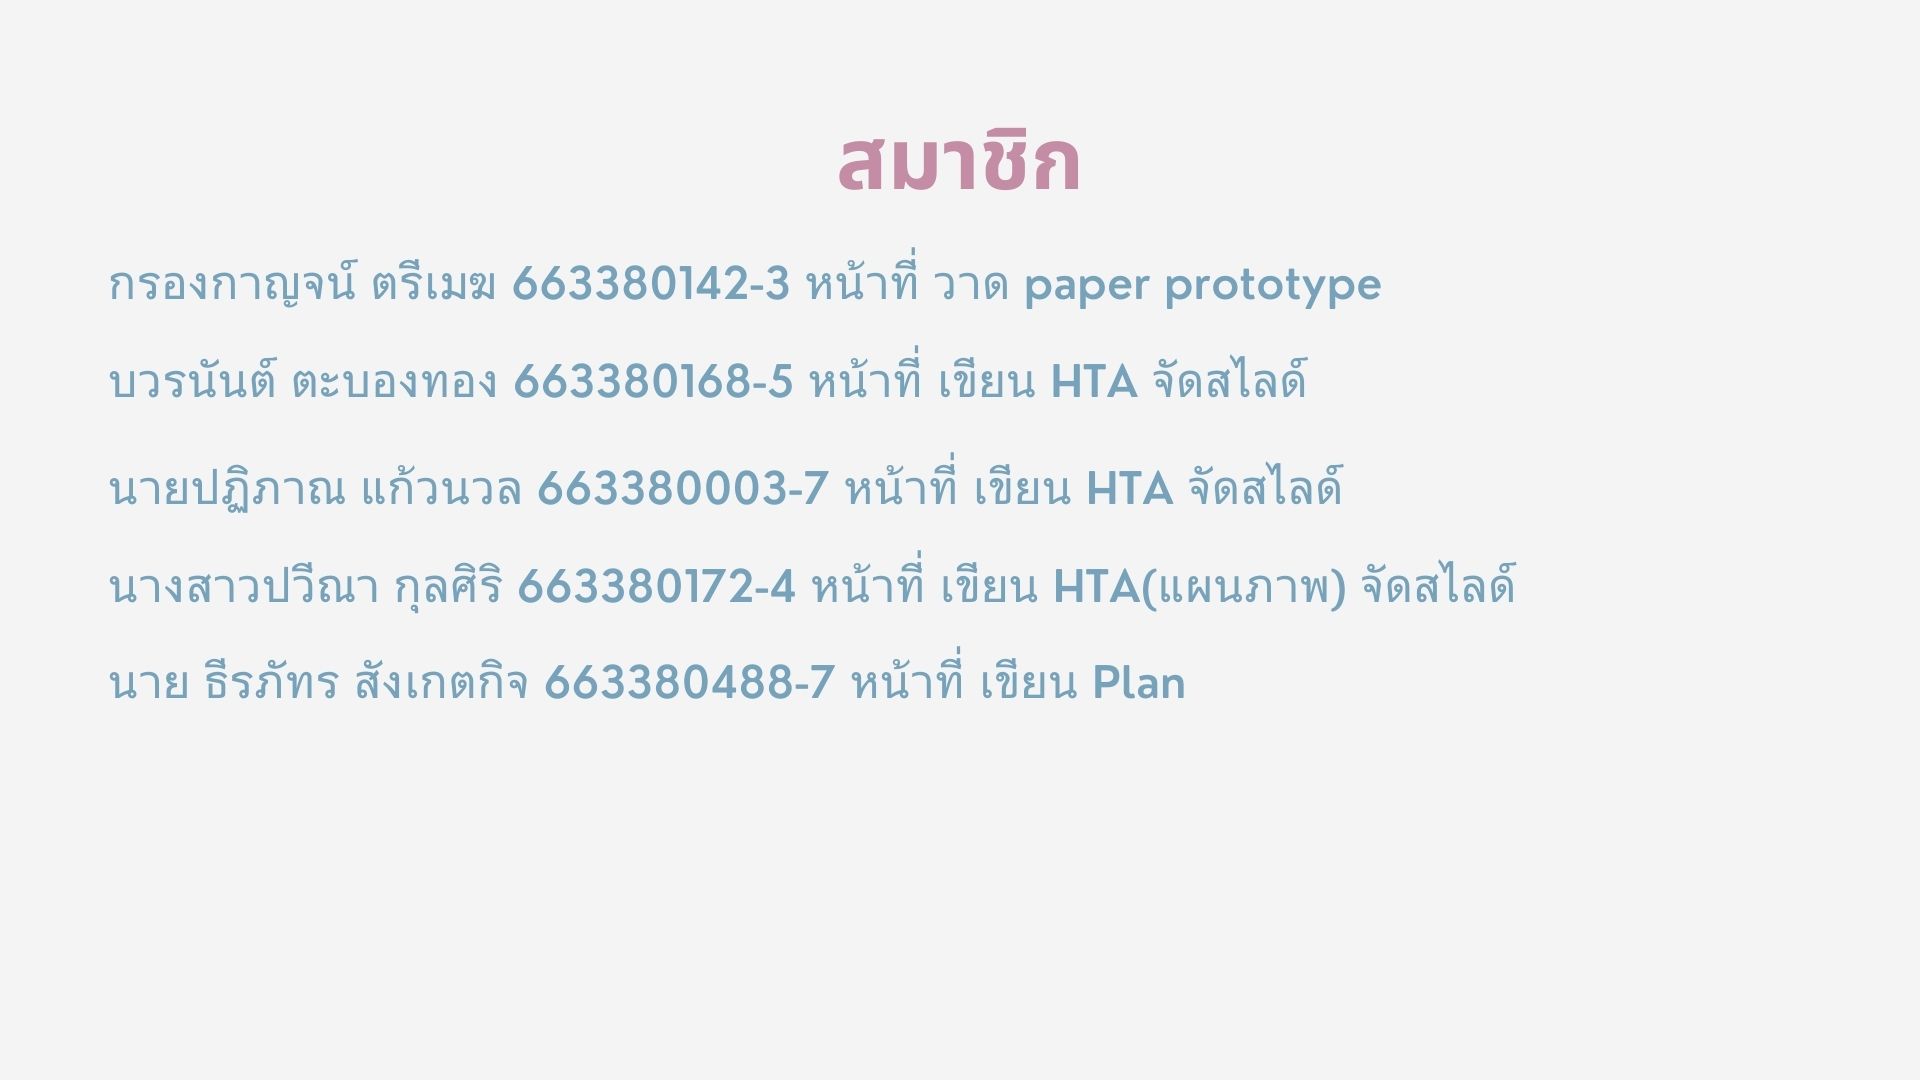 สมาชิก
กรองกาญจน์ ตรีเมฆ 663380142-3 หน้าที่ วาด paper prototype
บวรนันต์ ตะบองทอง 663380168-5 หน้าที่ เขียน HTA จัดสไลด์
นายปฏิภาณ แก้วนวล 663380003-7 หน้าที่ เขียน HTA จัดสไลด์
นางสาวปวีณา กุลศิริ 663380172-4 หน้าที่ เขียน HTA(แผนภาพ) จัดสไลด์
นาย ธีรภัทร สังเกตกิจ 663380488-7 หน้าที่ เขียน Plan